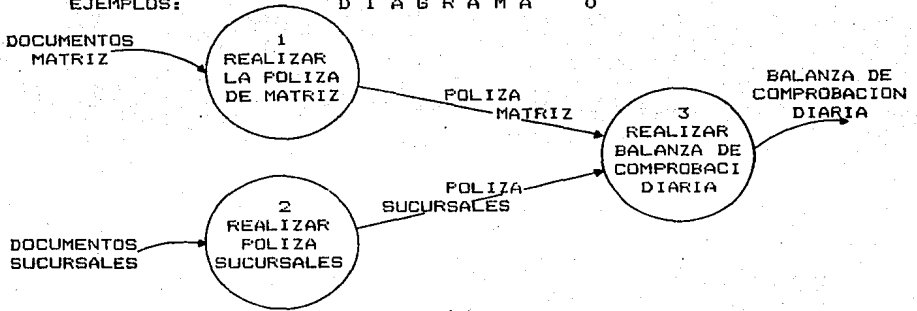 EJEMPLOS: D I A G R A M A 0
DOCUMENTOS
MATRIZ
1
REALIZAR
LA POLIZA
DE MATRIZ
POLIZA
MATRIZ
BALANZA DE
COMPROBACION
DIARIA
3
REALIZAR
BALANZA DE
COMPROBACI
DIARIA
POLIZA
SUCURSALES
2
REALIZAR
POLIZA
SUCURSALES
DOCUMENTOS
SUCURSALES